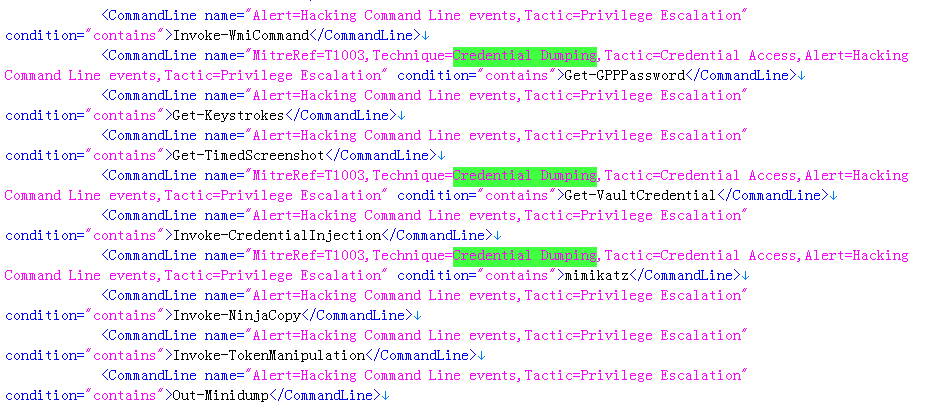 <CommandLine name="Alert=Hacking Command Line events,Tactic=Privilege Escalation"
condition="contains">Invoke-WmiCommand</CommandLine>↓
<CommandLine name="MitreRef=T1003,Technique=Credential Dumping,Tactic=Credential Access,Alert=Hacking
Command Line events,Tactic=Privilege Escalation" condition="contains">Get-GPPPassword</CommandLine>↓
<CommandLine name="Alert=Hacking Command Line events,Tactic=Privilege Escalation"
condition="contains">Get-Keystrokes</CommandLine>↓
<CommandLine name="Alert=Hacking Command Line events,Tactic=Privilege Escalation"
condition="contains">Get-TimedScreenshot</CommandLine>↓
<CommandLine name="MitreRef=T1003,Technique=Credential Dumping,Tactic=Credential Access,Alert=Hacking
Command Line events,Tactic=Privilege Escalation" condition="contains">Get-VaultCredential</CommandLine>↓
<CommandLine name="Alert=Hacking Command Line events,Tactic=Privilege Escalation"
condition="contains">Invoke-CredentialInjection</CommandLine>↓
<CommandLine name="MitreRef=T1003,Technique=Credential Dumping,Tactic=Credential Access,Alert=Hacking
Command Line events,Tactic=Privilege Escalation" condition="contains">mimikatz</CommandLine>↓
<CommandLine name="Alert=Hacking Command Line events,Tactic=Privilege Escalation"
condition="contains">Invoke-NinjaCopy</CommandLine>↓
<CommandLine name="Alert=Hacking Command Line events,Tactic=Privilege Escalation"
condition="contains">Invoke-TokenManipulation</CommandLine>↓
<CommandLine name="Alert=Hacking Command Line events,Tactic=Privilege Escalation"
condition="contains">Out-Minidump</CommandLine>↓